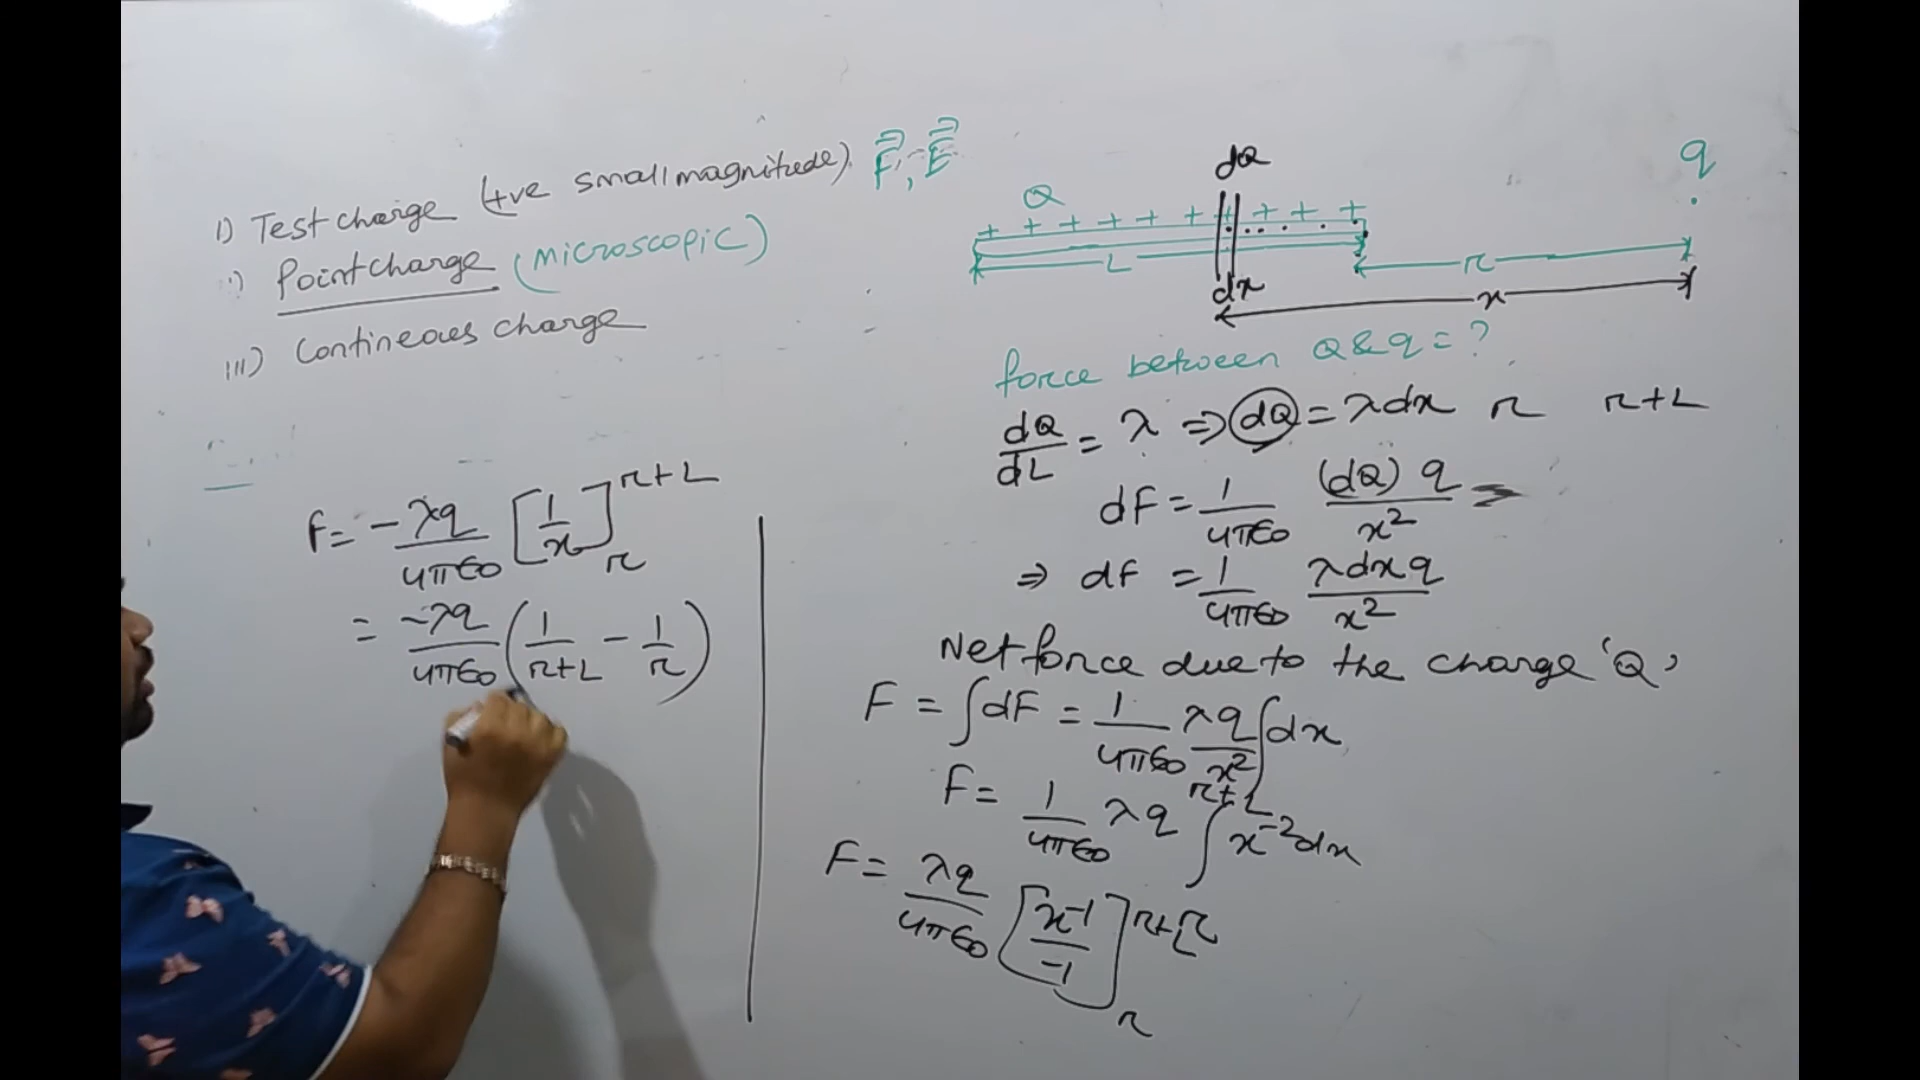 1) Test charge (+ve small magnitude). F⃗, E⃗
Point charge (Microscopic)
III) Contineous charge
F = -λq/4πϵ0 [1/x]_r^r+L
= -λq/4πϵ0 (1/r+L - 1/r)
dQ
q
Q
+ + + + + + + + + +
L
r
dx
x
force between Q & q = ?
dQ/dL = λ ⇒ dQ = λdx r r+L
dF = 1/4πϵ0 (dQ) q/x² =
⇒ dF = 1/4πϵ0 λdxq/x²
Net force due to the charge 'Q'
F = ∫dF = 1/4πϵ0 λq/x² ∫dx
F = 1/4πϵ0 λq ∫^r+L x^-2 dx
F = λq/4πϵ0 [x^-1/-1]_r^r+L